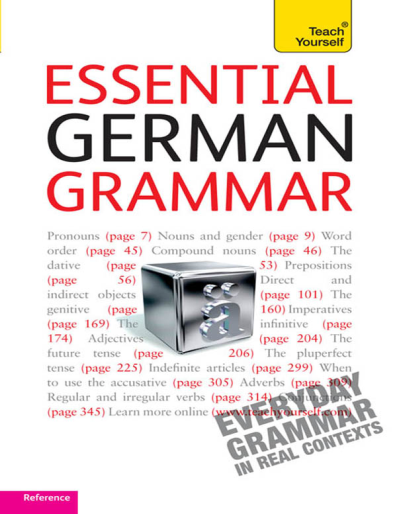 Teach®
Yourself
ESSENTIAL
GERMAN
GRAMMAR
Pronouns (page 7) Nouns and gender (page 9) Word
order (page 45) Compound nouns (page 46) The
dative (page 53) Prepositions
(page 56) Direct and
indirect objects (page 101) The
genitive (page 160) Imperatives
(page 169) The infinitive (page
174) Adjectives (page 204) The
future tense (page 206) The pluperfect
tense (page 225) Indefinite articles (page 299) When
to use the accusative (page 305) Adverbs (page 309)
Regular and irregular verbs (page 314) Conjunctions
(page 345) Learn more online (www.teachyourself.com)
ä
EVERYDAY
GRAMMAR
IN REAL CONTEXTS
Reference